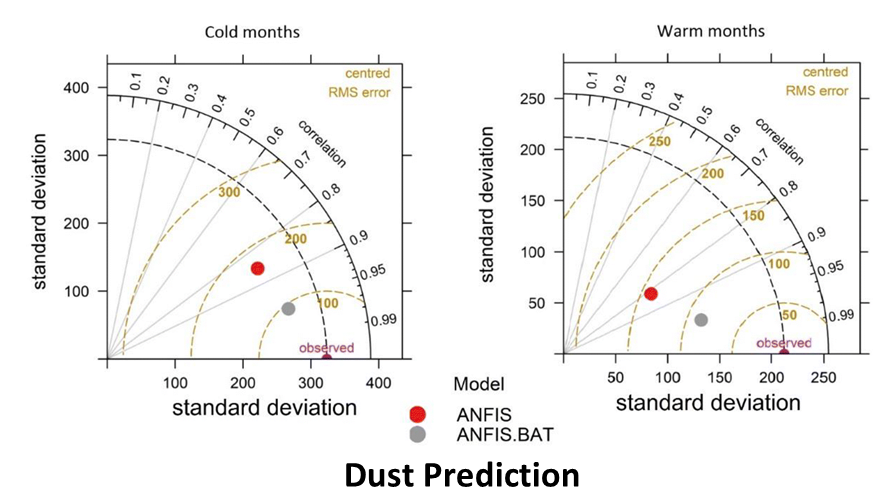 Cold months
centred
RMS error
0.1
0.2
0.3
0.4
0.5
0.6
0.7
0.8
0.9
0.95
0.99
correlation
400
300
200
100
standard deviation
300
200
100
observed
100
200
300
400
standard deviation
Warm months
centred
RMS error
0.1
0.2
0.3
0.4
0.5
0.6
0.7
0.8
0.9
0.95
0.99
correlation
250
200
150
100
50
standard deviation
250
200
150
100
50
observed
50
100
150
200
250
standard deviation
Model
ANFIS
ANFIS.BAT
Dust Prediction